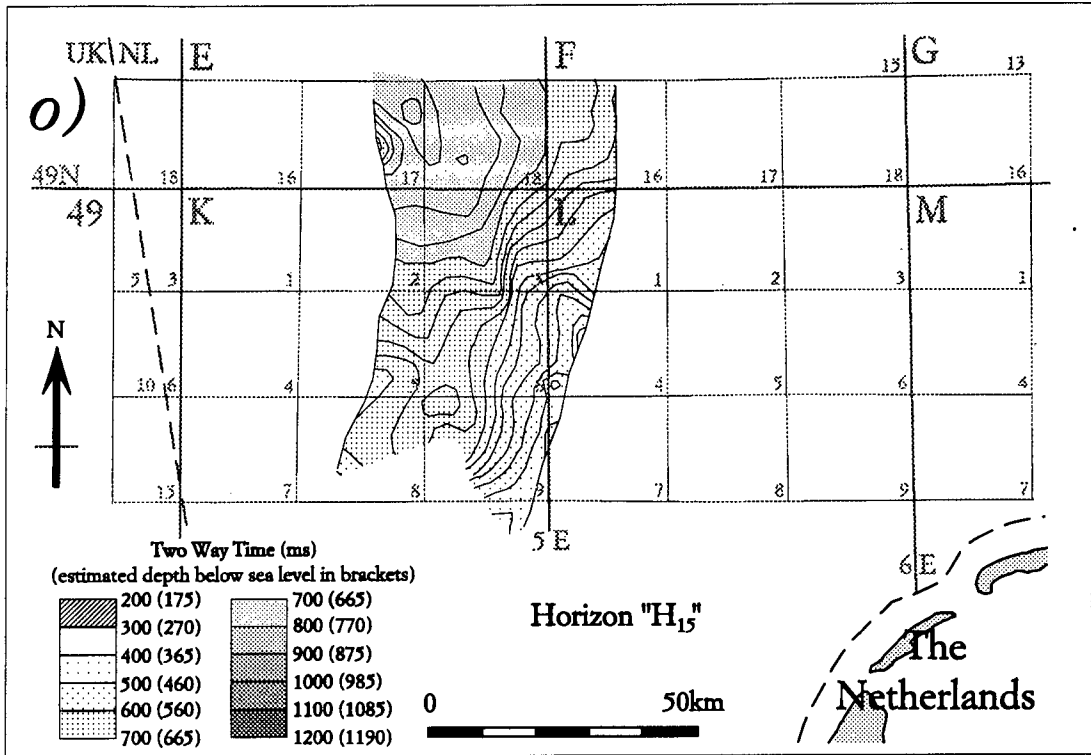 UK NL E F G
15 13
o)
49N 18 16 17 18 16 17 18 16
49 K L M
5 3 1 2 1 2 3 1
N
10 6 4 4 5 6 4
13 7 8 9 7 8 9 7
5 E
6 E
Two Way Time (ms)
(estimated depth below sea level in brackets)
200 (175) 700 (665)
300 (270) 800 (770)
400 (365) 900 (875)
500 (460) 1000 (985)
600 (560) 1100 (1085)
700 (665) 1200 (1190)
Horizon "H15"
0 50km
The
Netherlands